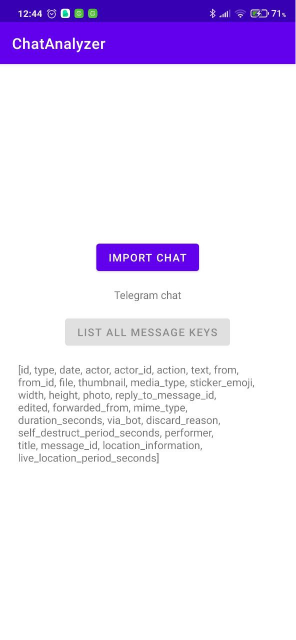 12:44 71%
ChatAnalyzer
IMPORT CHAT
Telegram chat
LIST ALL MESSAGE KEYS
[id, type, date, actor, actor_id, action, text, from,
from_id, file, thumbnail, media_type, sticker_emoji,
width, height, photo, reply_to_message_id,
edited, forwarded_from, mime_type,
duration_seconds, via_bot, discard_reason,
self_destruct_period_seconds, performer,
title, message_id, location_information,
live_location_period_seconds]